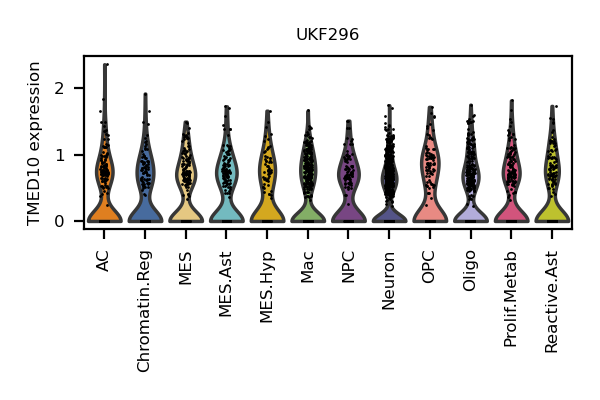 UKF296
TMED10 expression
2
1
0
AC
Chromatin.Reg
MES
MES.Ast
MES.Hyp
Mac
NPC
Neuron
OPC
Oligo
Prolif.Metab
Reactive.Ast